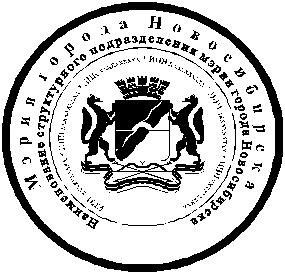 Мэрия города Новосибирска
Наименование структурного подразделения мэрии города Новосибирска